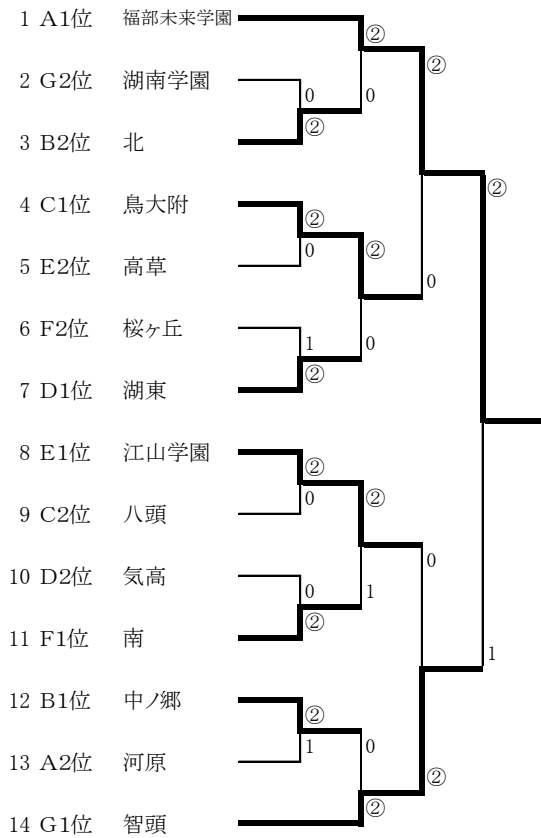 1 A1位 福部未来学園
②
②
2 G2位 湖南学園
0
0
②
3 B2位 北
②
4 C1位 鳥大附
②
②
0
5 E2位 高草
0
6 F2位 桜ヶ丘
1
0
②
7 D1位 湖東
8 E1位 江山学園
②
②
0
9 C2位 八頭
0
10 D2位 気高
0
1
②
11 F1位 南
1
12 B1位 中ノ郷
②
0
1
13 A2位 河原
②
②
14 G1位 智頭